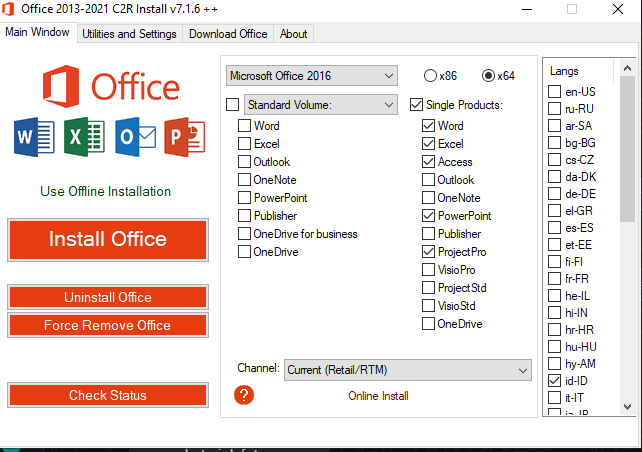 Office 2013-2021 C2R Install v7.1.6 ++
Main Window
Utilities and Settings
Download Office
About
Office
Use Offline Installation
Install Office
Uninstall Office
Force Remove Office
Check Status
Microsoft Office 2016
x86
x64
Standard Volume:
Word
Excel
Outlook
OneNote
PowerPoint
Publisher
OneDrive for business
OneDrive
Single Products:
Word
Excel
Access
Outlook
OneNote
PowerPoint
Publisher
ProjectPro
VisioPro
ProjectStd
VisioStd
OneDrive
Channel:
Current (Retail/RTM)
?
Online Install
Langs
en-US
ru-RU
ar-SA
bg-BG
cs-CZ
da-DK
de-DE
el-GR
es-ES
et-EE
fi-FI
fr-FR
he-IL
hi-IN
hr-HR
hu-HU
hy-AM
id-ID
it-IT